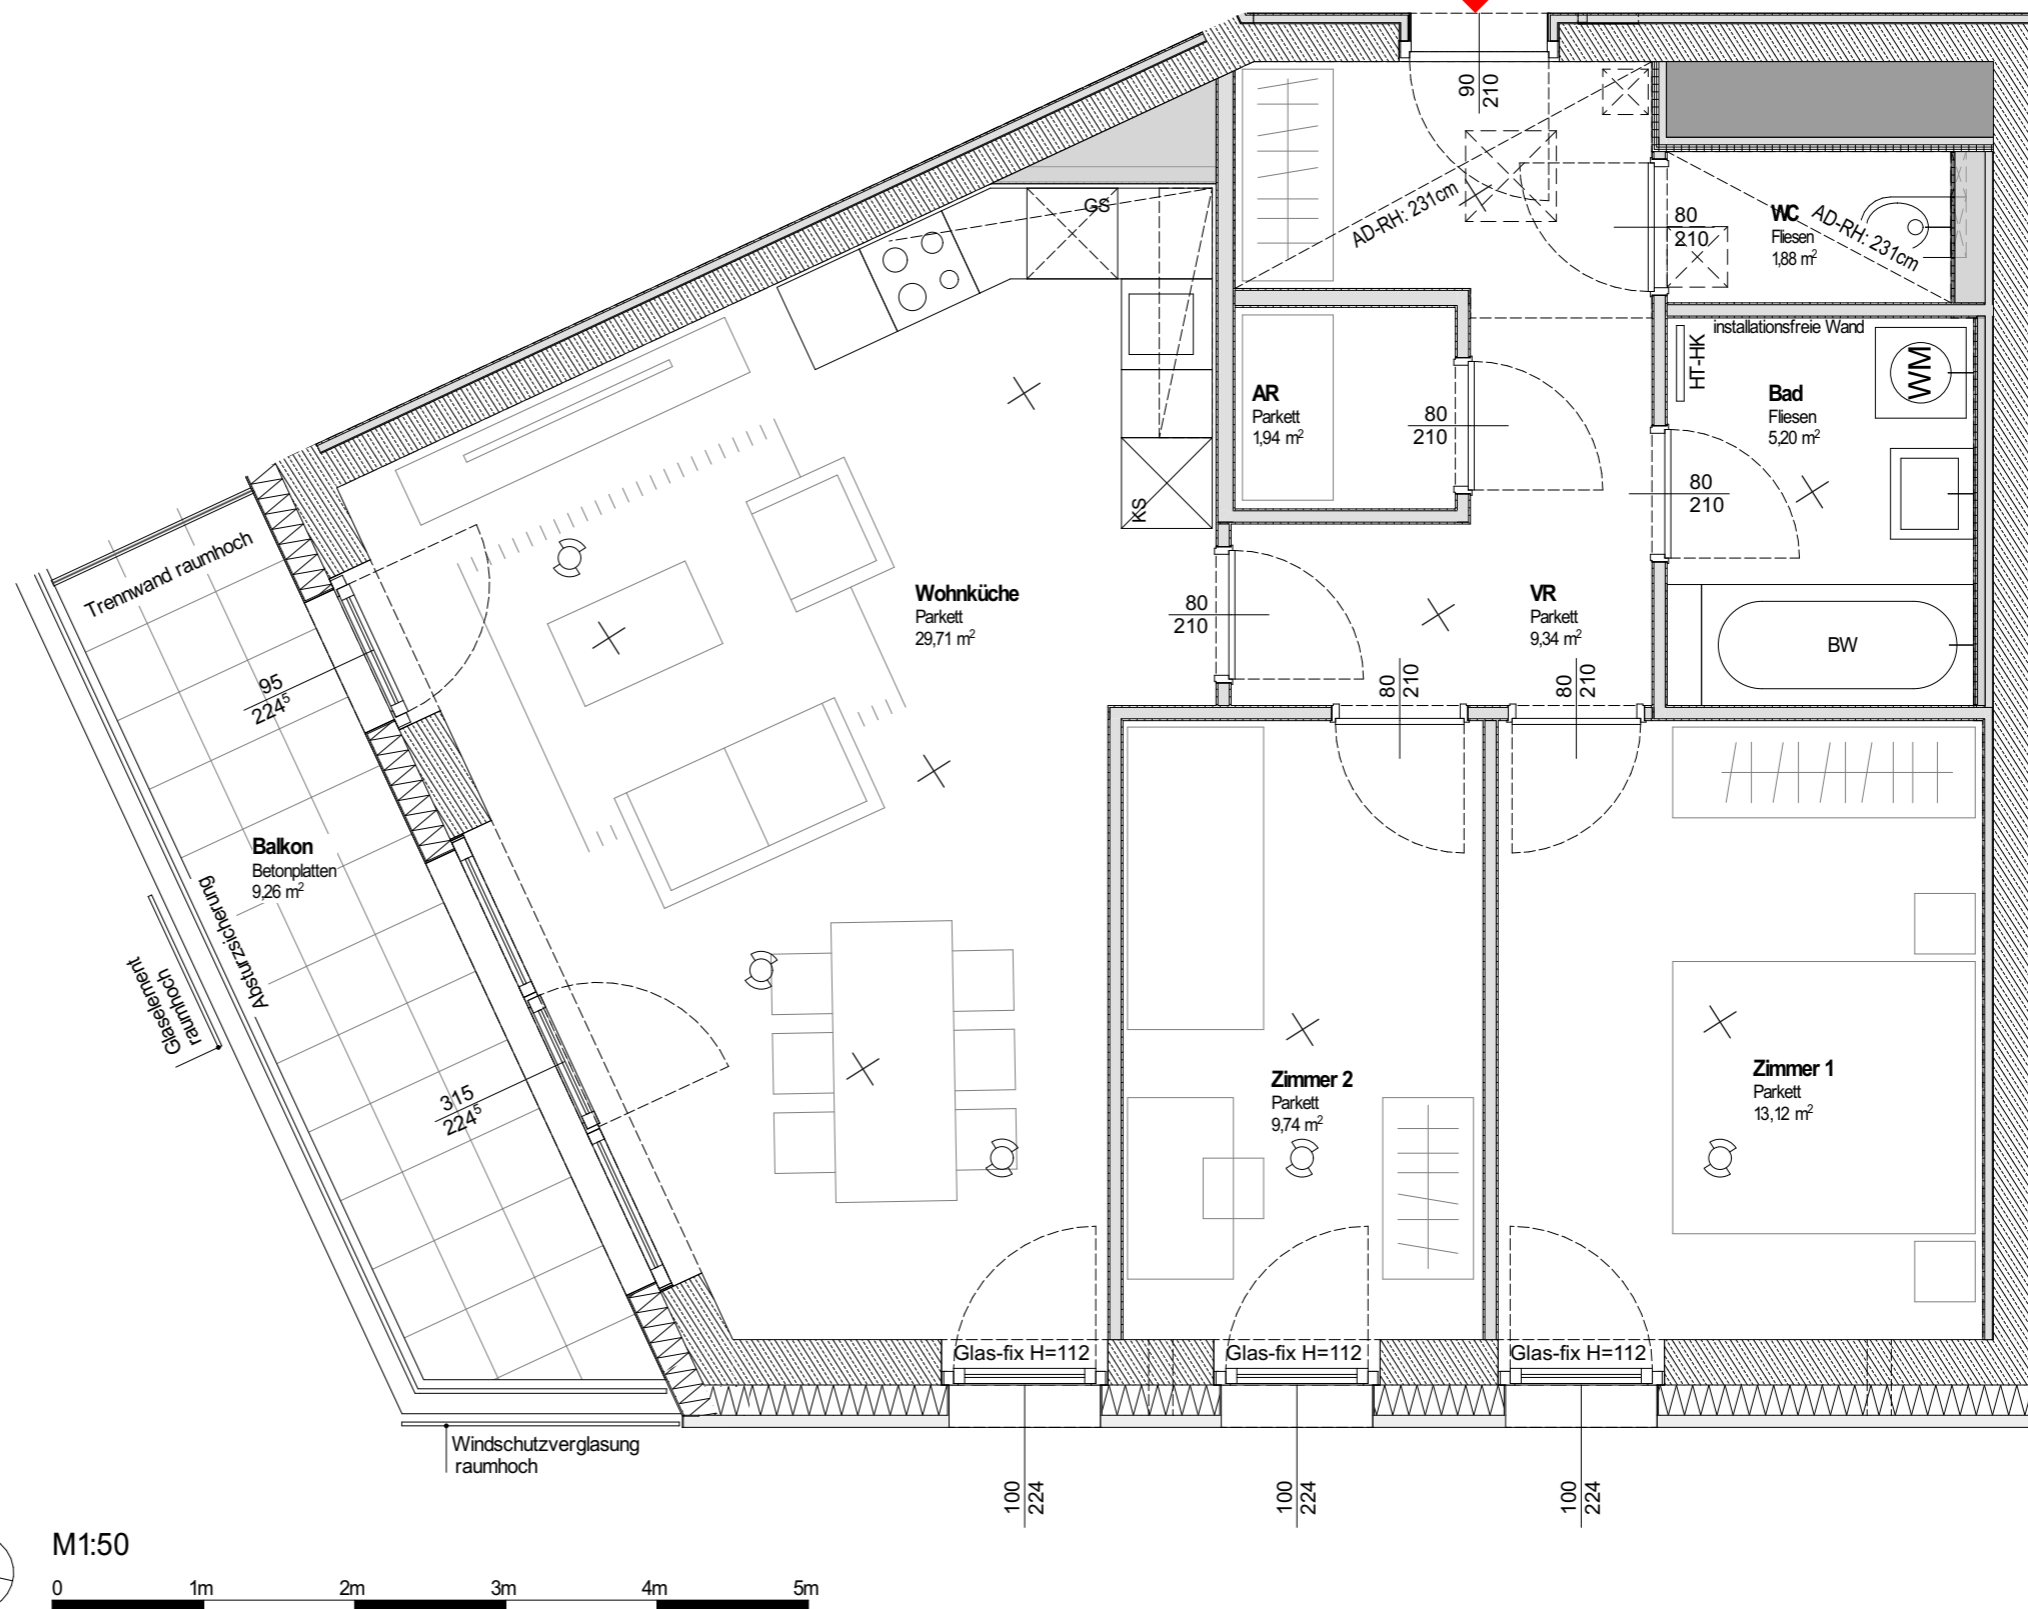 90
210
GS
AD-RH: 231cm
80
210
WC
Fliesen
1,88 m²
AD-RH: 231cm
installationsfreie Wand
HT-HK
WM
AR
Parkett
1,94 m²
80
210
Bad
Fliesen
5,20 m²
80
210
KS
Trennwand raumhoch
Wohnküche
Parkett
29,71 m²
80
210
VR
Parkett
9,34 m²
BW
80
210
80
210
95
224⁵
Balkon
Betonplatten
9,26 m²
Absturzsicherung
Glaselement
raumhoch
315
224⁵
Zimmer 2
Parkett
9,74 m²
Zimmer 1
Parkett
13,12 m²
Glas-fix H=112
Glas-fix H=112
Glas-fix H=112
Windschutzverglasung
raumhoch
100
224
100
224
100
224
M1:50
0 1m 2m 3m 4m 5m